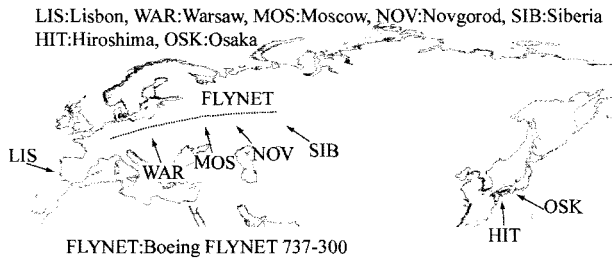 LIS:Lisbon, WAR:Warsaw, MOS:Moscow, NOV:Novgorod, SIB:Siberia
HIT:Hiroshima, OSK:Osaka
FLYNET
LIS
WAR
MOS
NOV
SIB
OSK
HIT
FLYNET:Boeing FLYNET 737-300